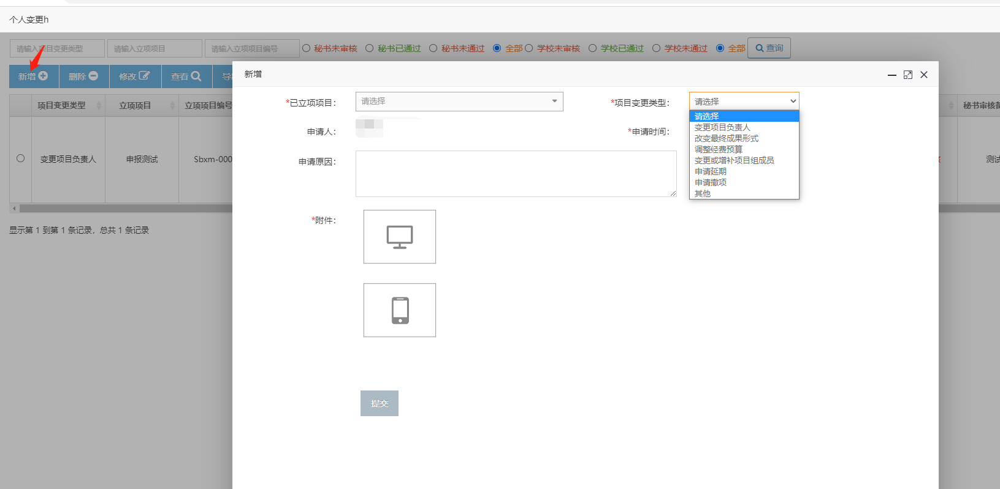 个人变更h
请输入项目变更类型 请输入立项项目 请输入立项项目编号 秘书未审核 秘书已通过 秘书未通过 全部 学校未审核 学校已通过 学校未通过 全部 查询
新增 删除 修改 查看 导
新增
项目变更类型 立项项目 立项项目编号 秘书审核
变更项目负责人 申报测试 Sbxm-000 测试
显示第 1 到第 1 条记录，总共 1 条记录
*已立项项目： 请选择 *项目变更类型： 请选择
请选择
变更项目负责人
改变最终成果形式
调整经费预算
变更或增补项目组成员
申请延期
申请撤项
其他
申请人： *申请时间：
申请原因：
*附件：
提交